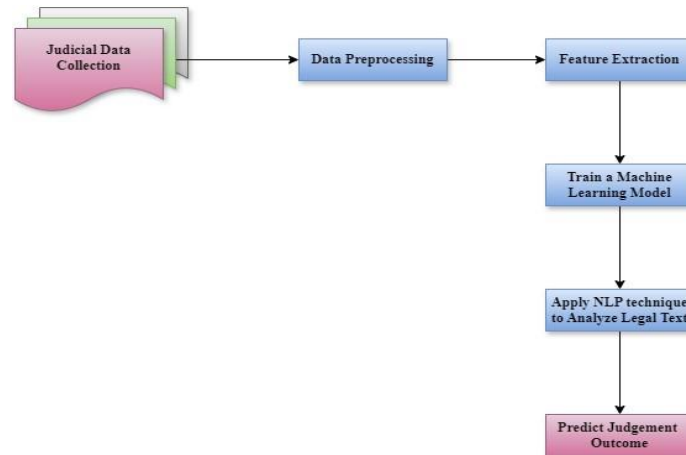 Judicial Data
Collection
Data Preprocessing
Feature Extraction
Train a Machine
Learning Model
Apply NLP technique
to Analyze Legal Text
Predict Judgement
Outcome